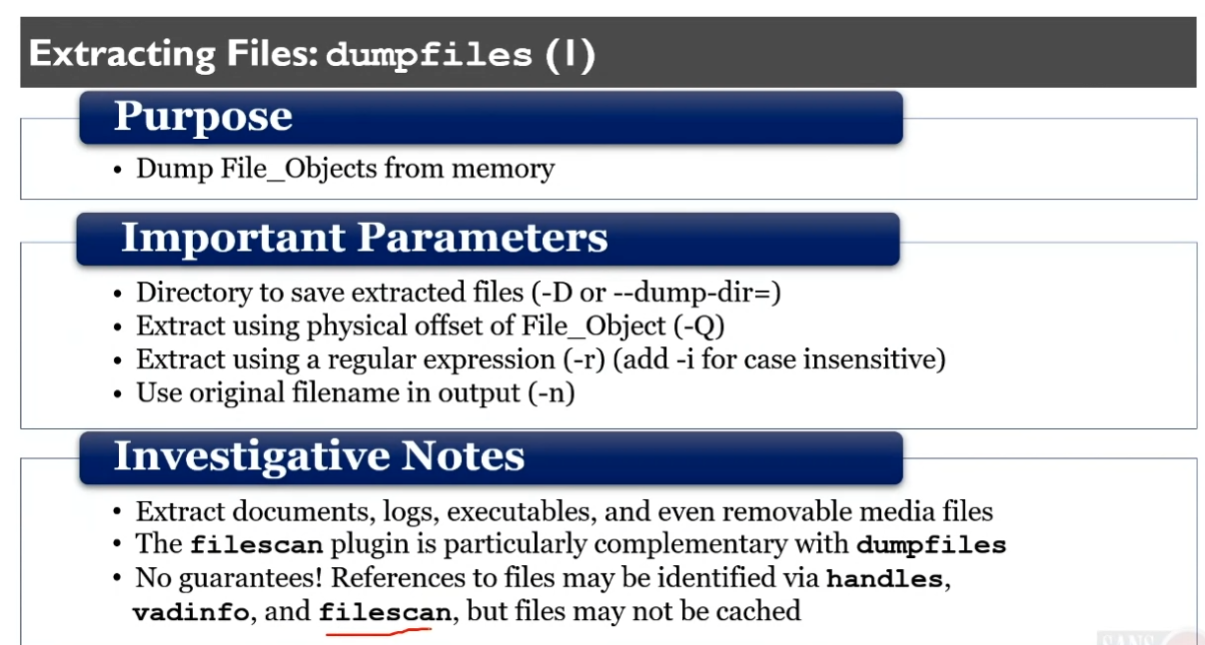 Extracting Files: dumpfiles (I)
Purpose
• Dump File_Objects from memory
Important Parameters
• Directory to save extracted files (-D or --dump-dir=)
• Extract using physical offset of File_Object (-Q)
• Extract using a regular expression (-r) (add -i for case insensitive)
• Use original filename in output (-n)
Investigative Notes
• Extract documents, logs, executables, and even removable media files
• The filescan plugin is particularly complementary with dumpfiles
• No guarantees! References to files may be identified via handles,
vadinfo, and filescan, but files may not be cached
SANS